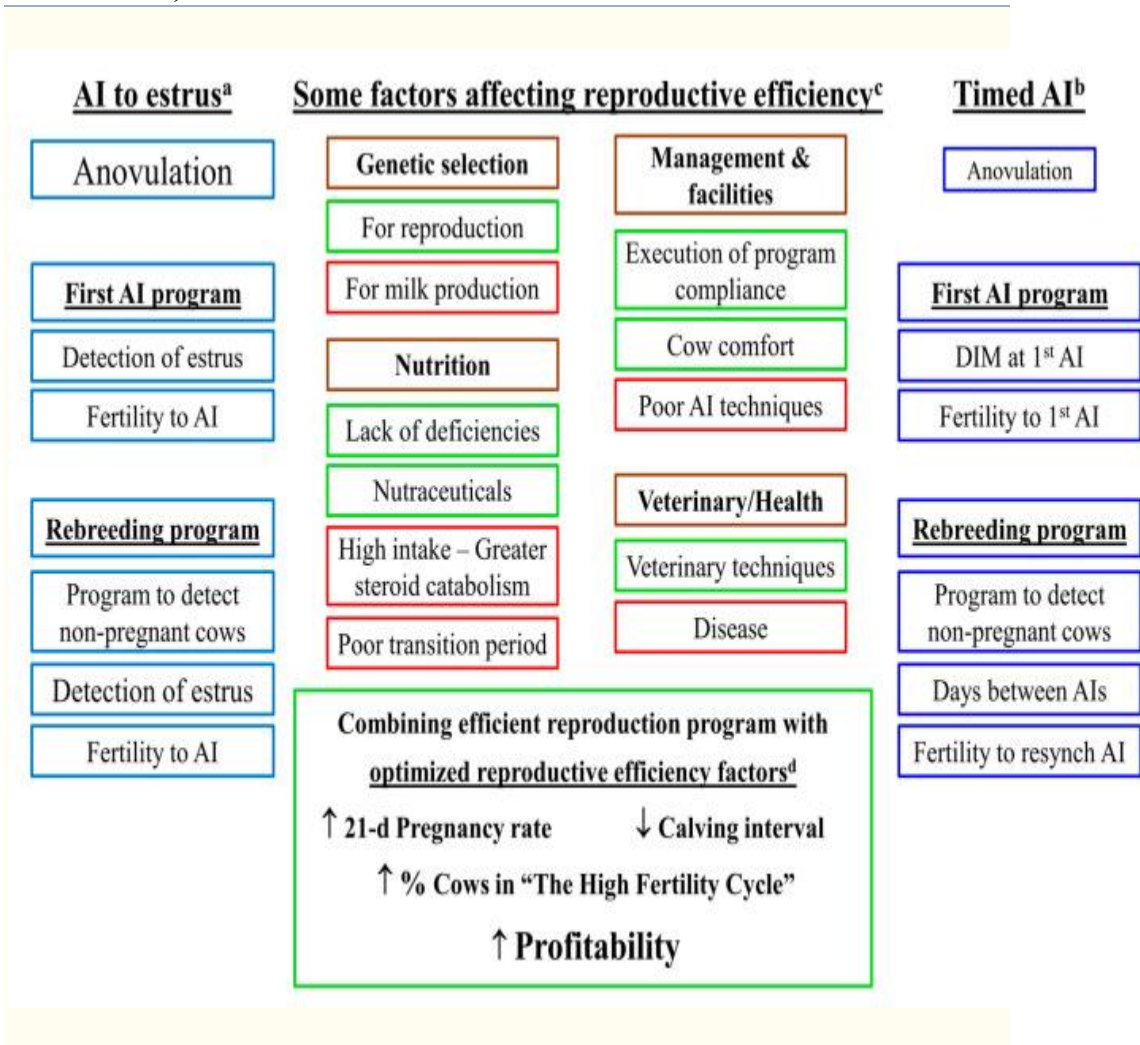 AI to estrusᵃ
Anovulation
First AI program
Detection of estrus
Fertility to AI
Rebreeding program
Program to detect
non-pregnant cows
Detection of estrus
Fertility to AI
Some factors affecting reproductive efficiencyᶜ
Genetic selection
For reproduction
For milk production
Nutrition
Lack of deficiencies
Nutraceuticals
High intake – Greater
steroid catabolism
Poor transition period
Management &
facilities
Execution of program
compliance
Cow comfort
Poor AI techniques
Veterinary/Health
Veterinary techniques
Disease
Combining efficient reproduction program with
optimized reproductive efficiency factorsᵈ
↑ 21-d Pregnancy rate ↓ Calving interval
↑ % Cows in “The High Fertility Cycle”
↑ Profitability
Timed AIᵇ
Anovulation
First AI program
DIM at 1ˢᵗ AI
Fertility to 1ˢᵗ AI
Rebreeding program
Program to detect
non-pregnant cows
Days between AIs
Fertility to resynch AI